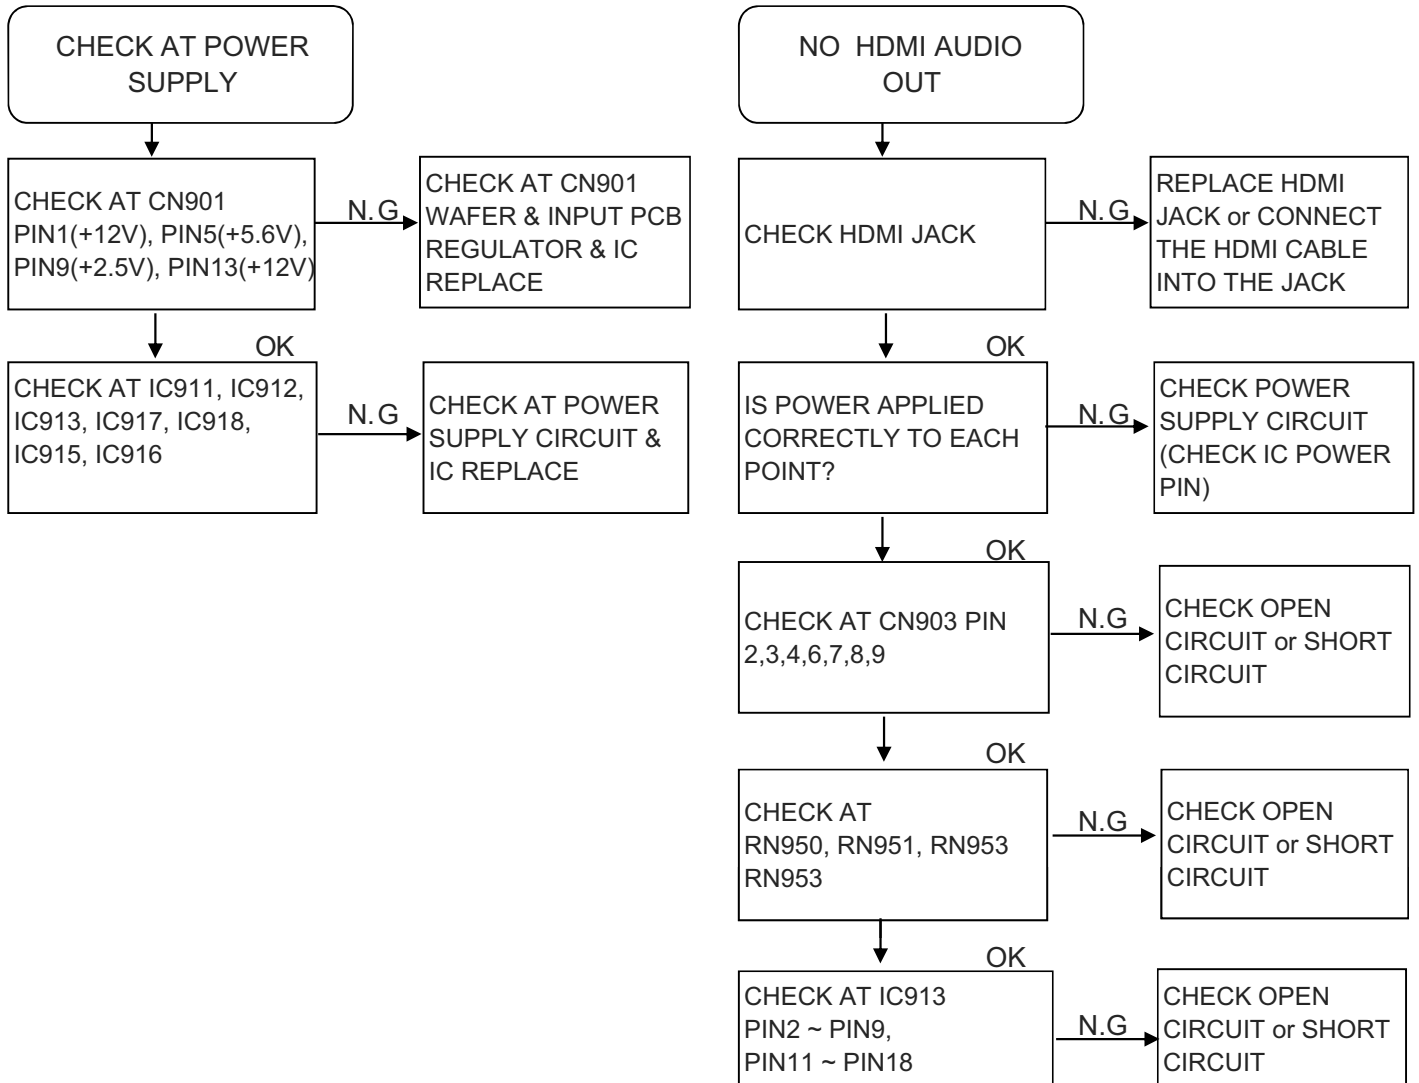 CHECK AT POWER
SUPPLY
CHECK AT CN901
PIN1(+12V), PIN5(+5.6V),
PIN9(+2.5V), PIN13(+12V)
N.G
CHECK AT CN901
WAFER & INPUT PCB
REGULATOR & IC
REPLACE
OK
CHECK AT IC911, IC912,
IC913, IC917, IC918,
IC915, IC916
N.G
CHECK AT POWER
SUPPLY CIRCUIT &
IC REPLACE
NO HDMI AUDIO
OUT
CHECK HDMI JACK
N.G
REPLACE HDMI
JACK or CONNECT
THE HDMI CABLE
INTO THE JACK
OK
IS POWER APPLIED
CORRECTLY TO EACH
POINT?
N.G
CHECK POWER
SUPPLY CIRCUIT
(CHECK IC POWER
PIN)
OK
CHECK AT CN903 PIN
2,3,4,6,7,8,9
N.G
CHECK OPEN
CIRCUIT or SHORT
CIRCUIT
OK
CHECK AT
RN950, RN951, RN953
RN953
N.G
CHECK OPEN
CIRCUIT or SHORT
CIRCUIT
OK
CHECK AT IC913
PIN2 ~ PIN9,
PIN11 ~ PIN18
N.G
CHECK OPEN
CIRCUIT or SHORT
CIRCUIT